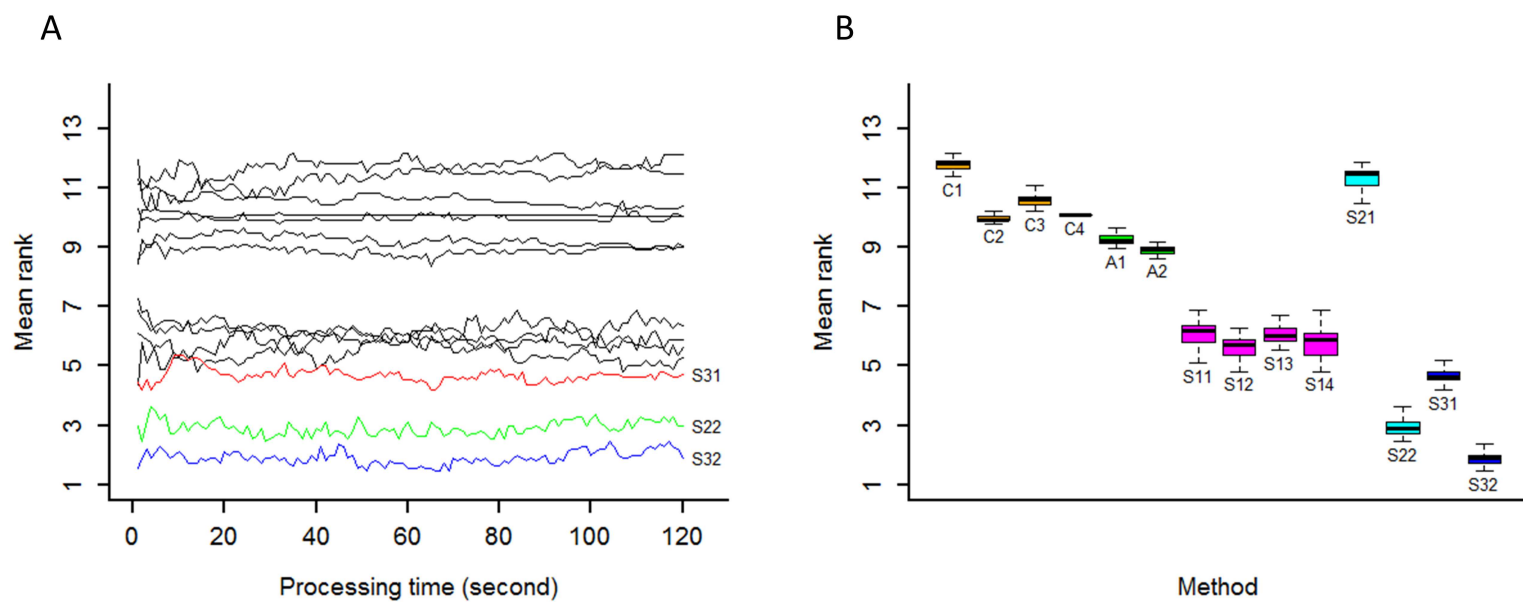 A
Mean rank
13
11
9
7
5
3
1
S31
S22
S32
0 20 40 60 80 100 120
Processing time (second)
B
Mean rank
13
11
9
7
5
3
1
C1
C2
C3
C4
A1
A2
S11
S12
S13
S14
S21
S22
S31
S32
Method